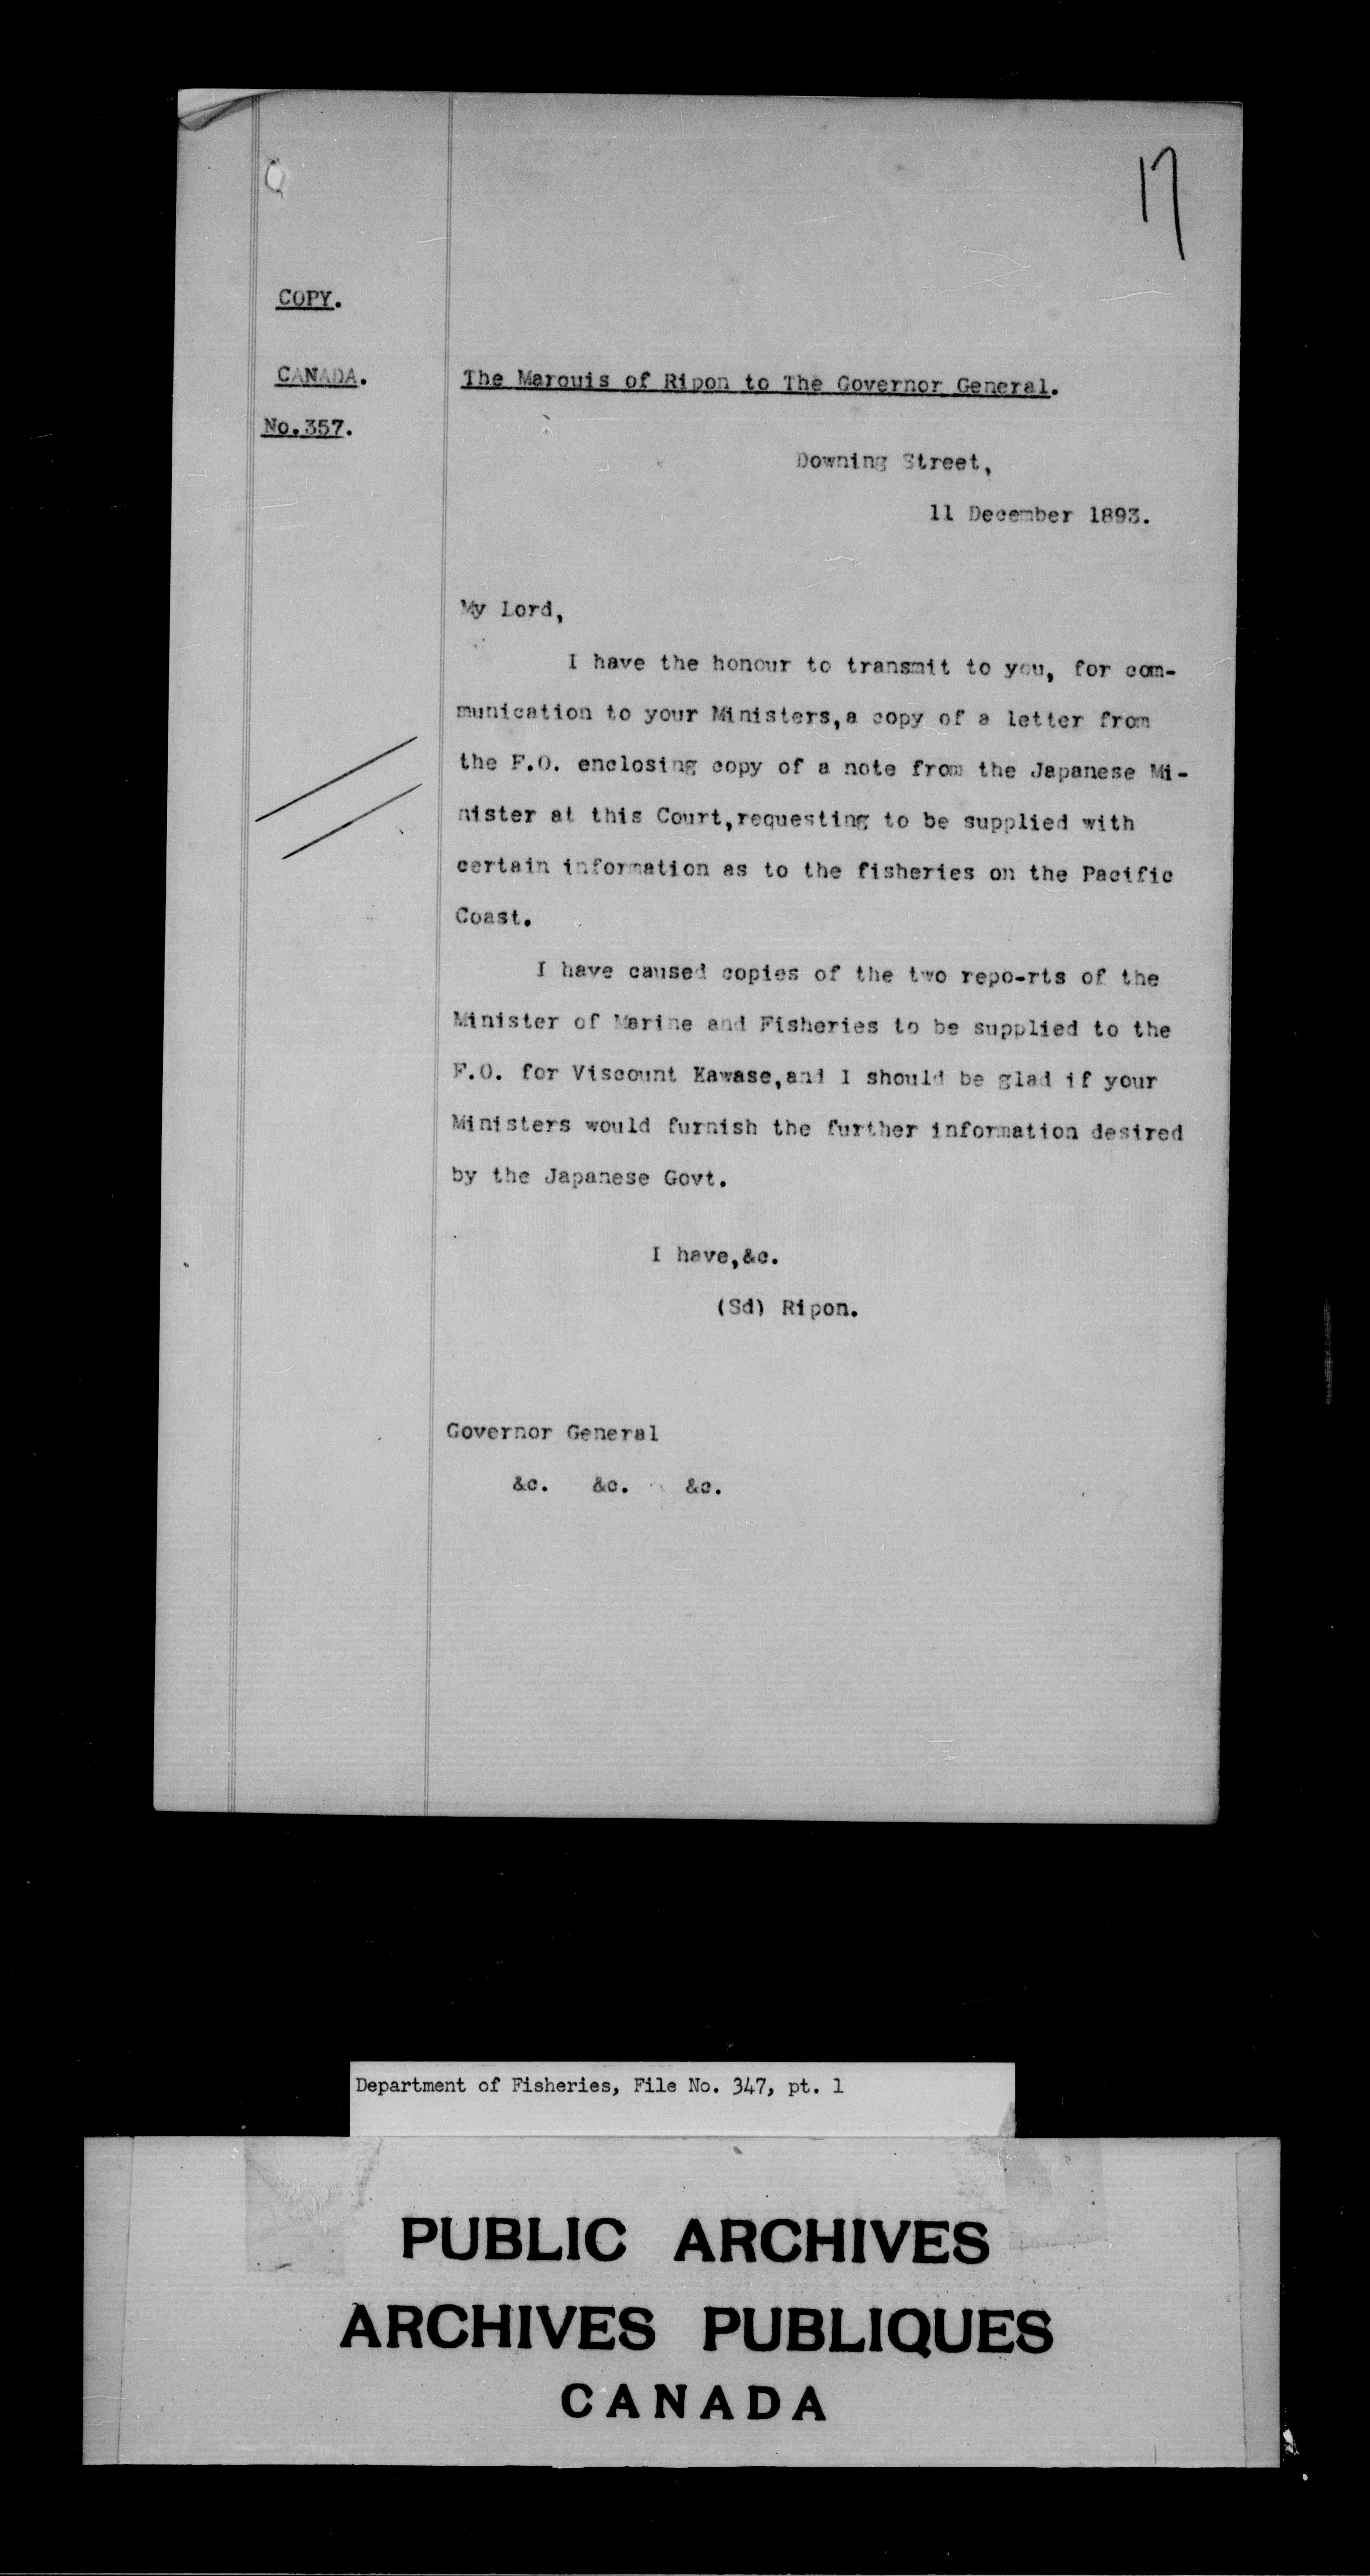 17
COPY.
CANADA.
The Marquis of Ripon to The Governor General.
No.357.
Downing Street,
11 December 1893.
My Lord,
I have the honour to transmit to you, for com-
munication to your Ministers,a copy of a letter from
the F.O. enclosing copy of a note from the Japanese Mi-
nister at this Court,requesting to be supplied with
certain information as to the fisheries on the Pacific
Coast.
I have caused copies of the two repo-rts of the
Minister of Marine and Fisheries to be supplied to the
F.O. for Viscount Kawase,and I should be glad if your
Ministers would furnish the further information desired
by the Japanese Govt.
I have,&c.
(Sd) Ripon.
Governor General
&c. &c. &c.
Department of Fisheries, File No. 347, pt. 1
PUBLIC ARCHIVES
ARCHIVES PUBLIQUES
CANADA